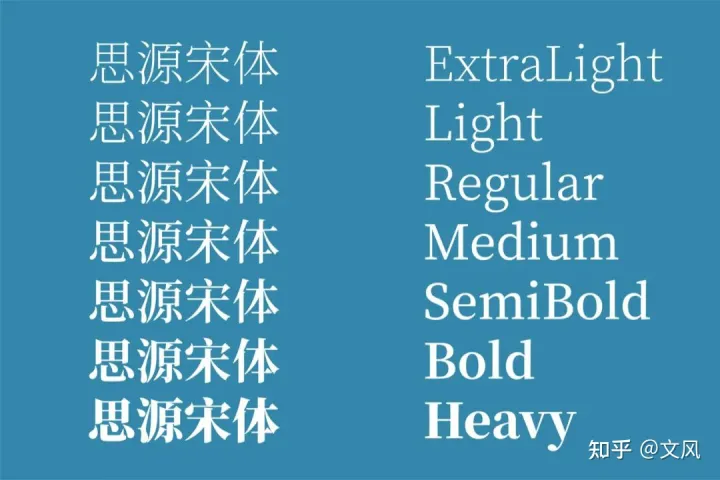 思源宋体 ExtraLight
思源宋体 Light
思源宋体 Regular
思源宋体 Medium
思源宋体 SemiBold
思源宋体 Bold
思源宋体 Heavy
知乎 @文风